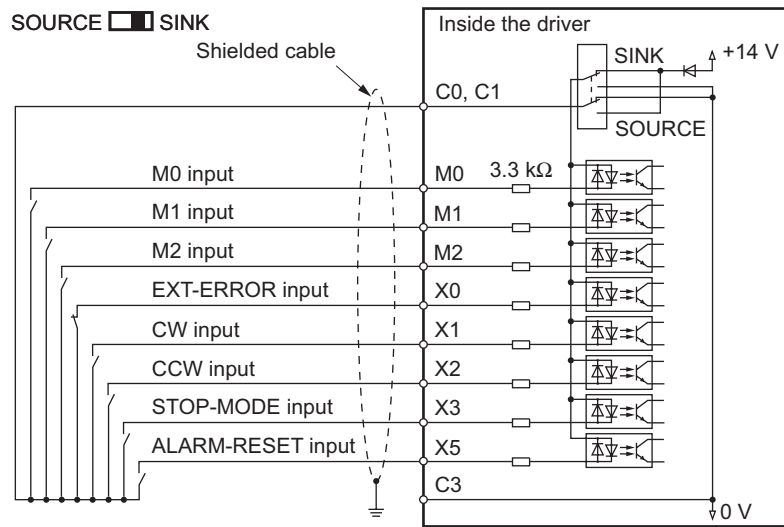 SOURCE SINK
Inside the driver
Shielded cable
SINK
+14 V
C0, C1
SOURCE
M0 input
M0
3.3 kΩ
M1 input
M1
M2 input
M2
EXT-ERROR input
X0
CW input
X1
CCW input
X2
STOP-MODE input
X3
ALARM-RESET input
X5
C3
0 V